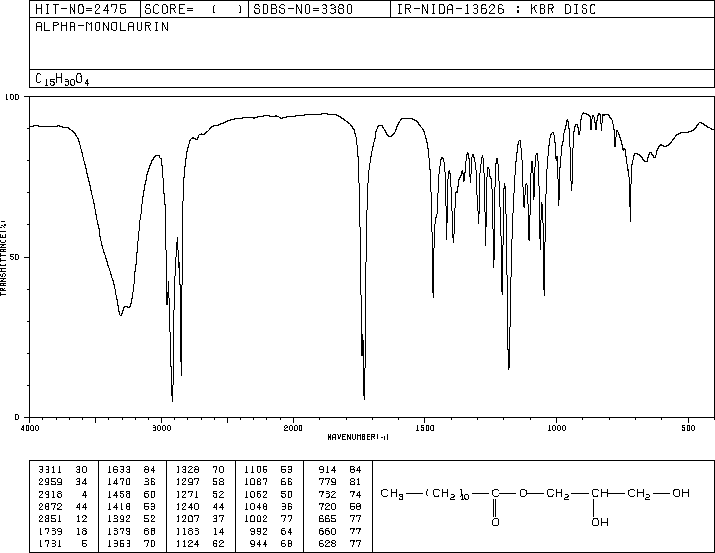 HIT-NO=2475 SCORE= ( ) SDBS-NO=3380 IR-NIDA-13626 : KBR DISC
ALPHA-MONOLAURIN
C15H30O4
100
50
0
TRANSMITTANCE(%)
4000 3000 2000 1500 1000 500
WAVENUMBER(-1)
3311 30 1633 84 1328 70 1106 53 914 84
2959 34 1470 36 1297 58 1087 66 779 81
2918 4 1458 60 1271 52 1062 50 732 74
2872 44 1418 53 1240 44 1048 36 720 58
2851 12 1392 52 1207 37 1002 77 665 77
1739 18 1379 68 1183 14 992 64 660 77
1731 5 1363 70 1124 62 944 68 628 77
CH3—(CH2)10—C—O—CH2—CH—CH2—OH
O OH